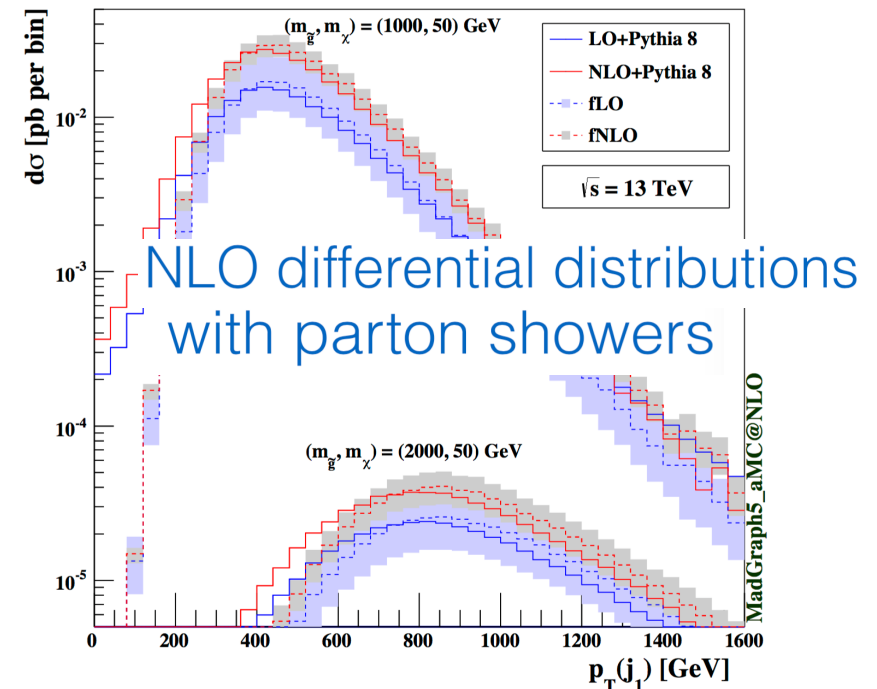 (m_g̃, m_χ) = (1000, 50) GeV
LO+Pythia 8
NLO+Pythia 8
fLO
fNLO
√s = 13 TeV
dσ [pb per bin]
10⁻²
10⁻³
10⁻⁴
10⁻⁵
NLO differential distributions
with parton showers
(m_g̃, m_χ) = (2000, 50) GeV
MadGraph5_aMC@NLO
0 200 400 600 800 1000 1200 1400 1600
p_T(j₁) [GeV]